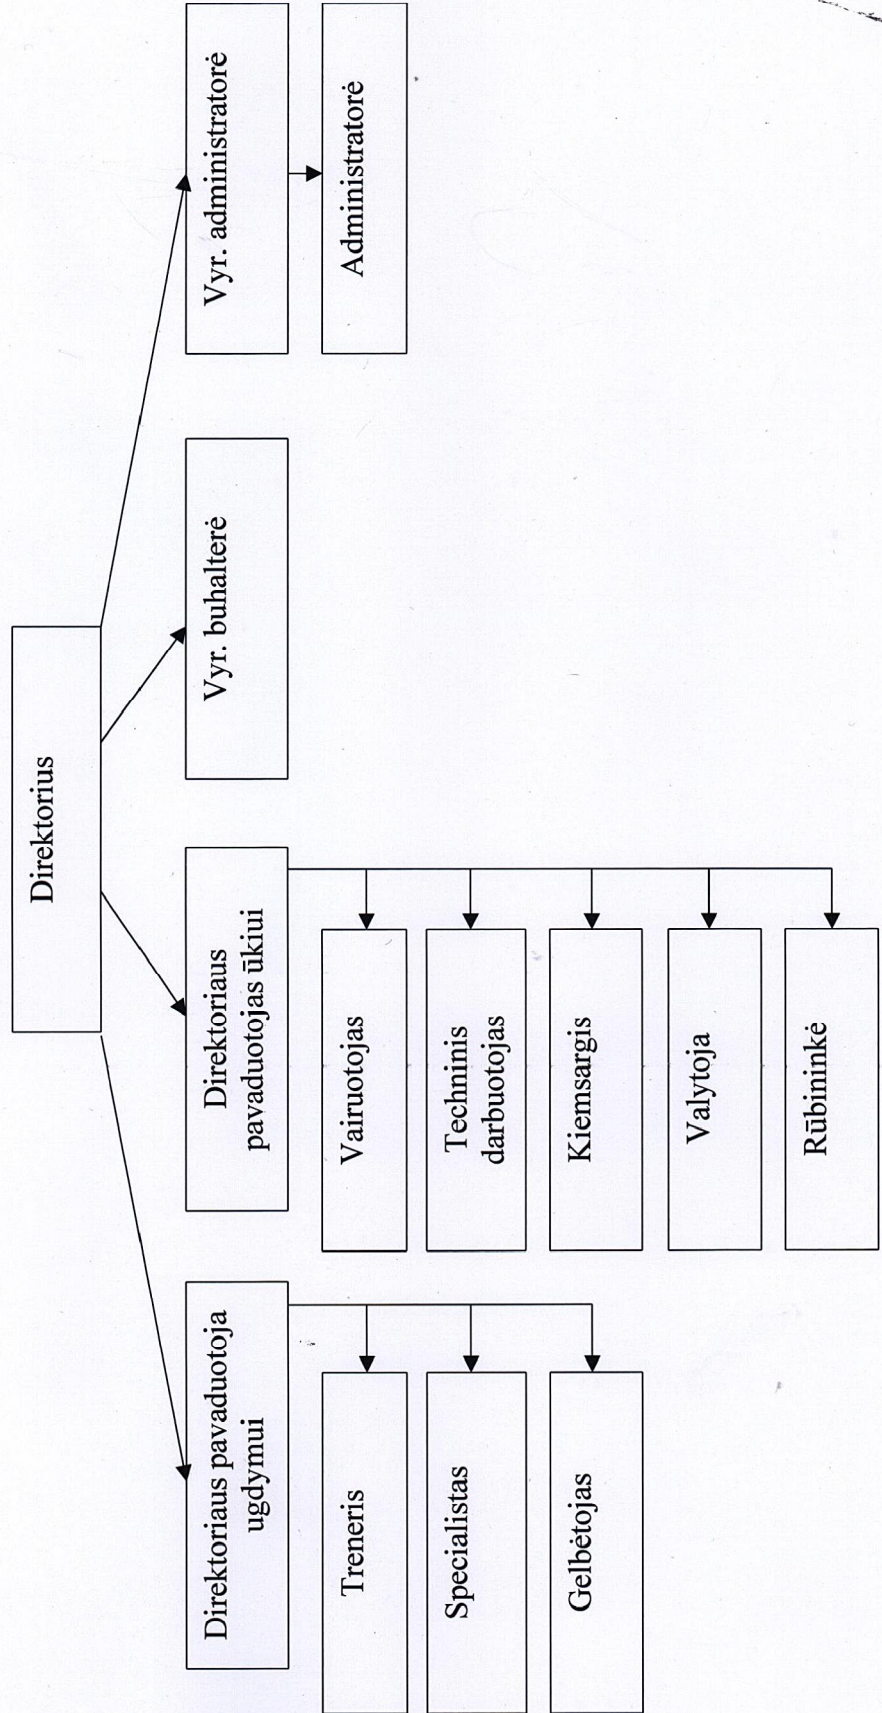 Direktorius
Direktoriaus pavaduotoja
ugdymui
Treneris
Specialistas
Gelbėtojas
Direktoriaus
pavaduotojas ūkiui
Vairuotojas
Techninis
darbuotojas
Kiemsargis
Valytoja
Rūbininkė
Vyr. buhalterė
Vyr. administratorė
Administratorė